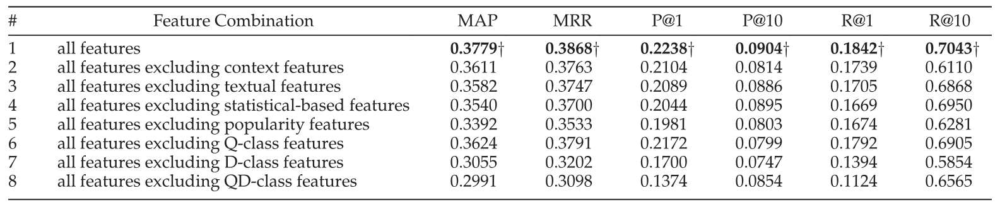 # Feature Combination MAP MRR P@1 P@10 R@1 R@10
1 all features 0.3779† 0.3868† 0.2238† 0.0904† 0.1842† 0.7043†
2 all features excluding context features 0.3611 0.3763 0.2104 0.0814 0.1739 0.6110
3 all features excluding textual features 0.3582 0.3747 0.2089 0.0886 0.1705 0.6868
4 all features excluding statistical-based features 0.3540 0.3700 0.2044 0.0895 0.1669 0.6950
5 all features excluding popularity features 0.3392 0.3533 0.1981 0.0803 0.1674 0.6281
6 all features excluding Q-class features 0.3624 0.3791 0.2172 0.0799 0.1792 0.6905
7 all features excluding D-class features 0.3055 0.3202 0.1700 0.0747 0.1394 0.5854
8 all features excluding QD-class features 0.2991 0.3098 0.1374 0.0854 0.1124 0.6565